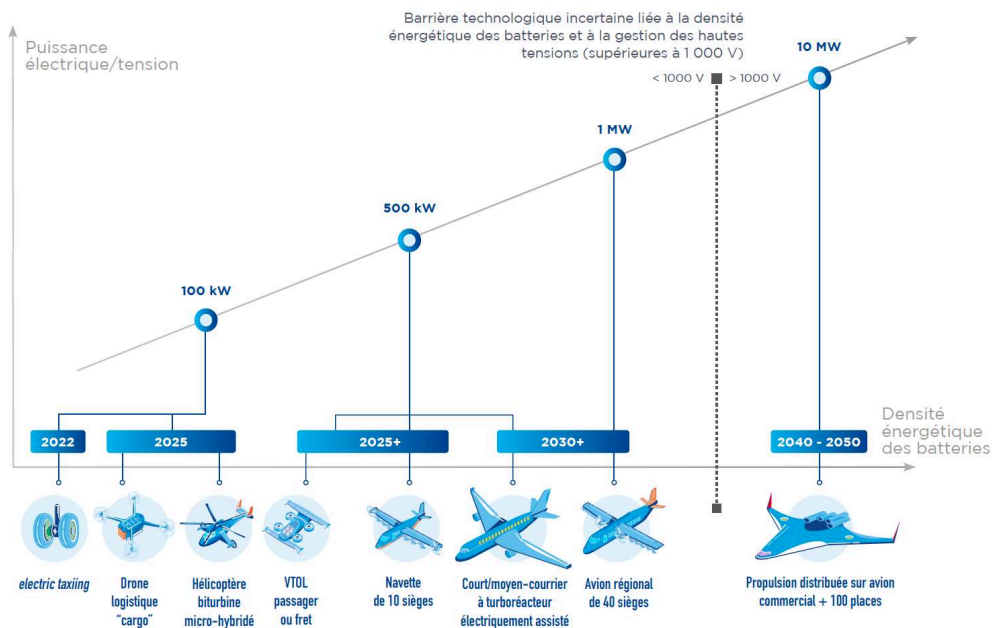 Barrière technologique incertaine liée à la densité
énergétique des batteries et à la gestion des hautes
tensions (supérieures à 1 000 V)
Puissance
électrique/tension
10 MW
< 1000 V
> 1000 V
1 MW
500 kW
100 kW
Densité
énergétique
des batteries
2022
2025
2025+
2030+
2040 - 2050
electric taxiing
Drone
logistique
"cargo"
Hélicoptère
biturbine
micro-hybridé
VTOL
passager
ou fret
Navette
de 10 sièges
Court/moyen-courrier
à turboréacteur
électriquement assisté
Avion régional
de 40 sièges
Propulsion distribuée sur avion
commercial + 100 places